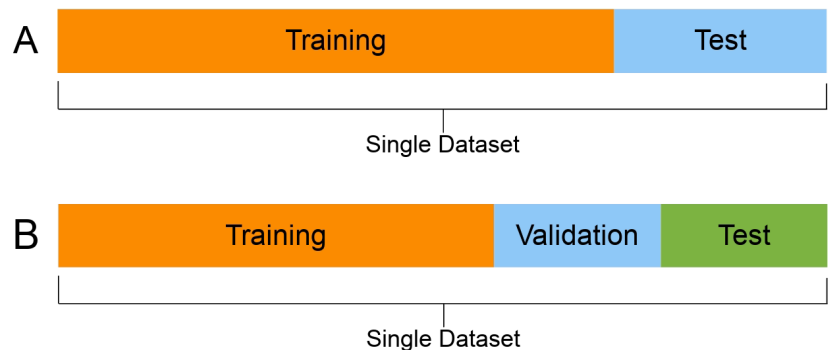 A Training Test
Single Dataset
B Training Validation Test
Single Dataset